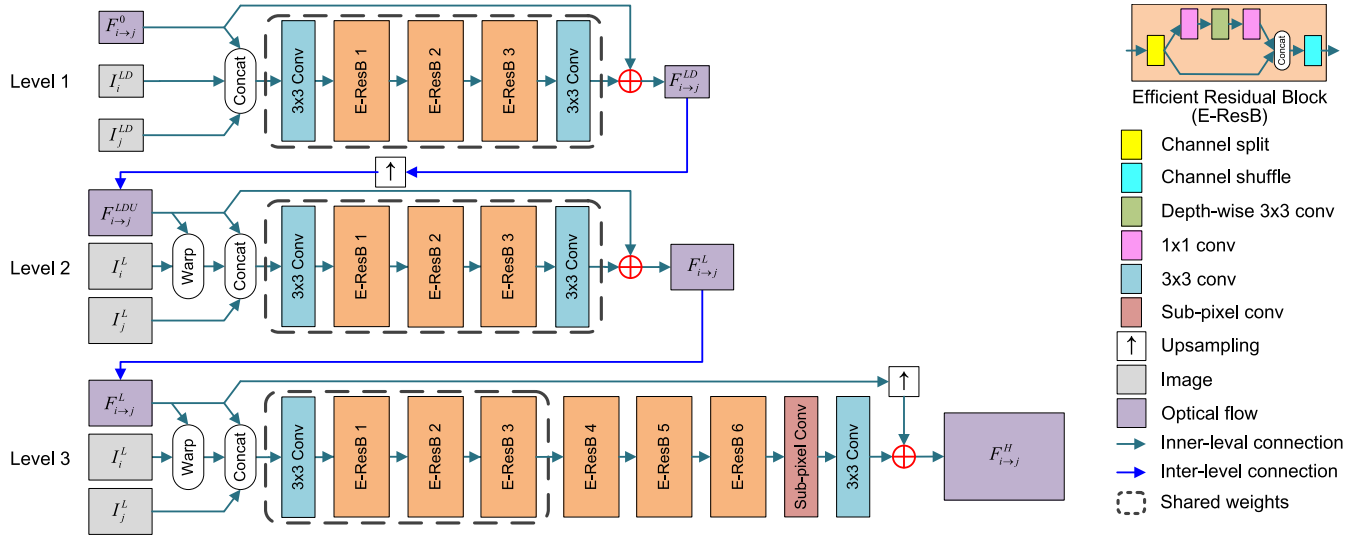 Level 1
F^0_{i→j}
I^{LD}_i
I^{LD}_j
Concat
3x3 Conv
E-ResB 1
E-ResB 2
E-ResB 3
3x3 Conv
F^{LD}_{i→j}
↑
Level 2
F^{LDU}_{i→j}
I^L_i
I^L_j
Warp
Concat
3x3 Conv
E-ResB 1
E-ResB 2
E-ResB 3
3x3 Conv
F^L_{i→j}
Level 3
F^L_{i→j}
I^L_i
I^L_j
Warp
Concat
3x3 Conv
E-ResB 1
E-ResB 2
E-ResB 3
E-ResB 4
E-ResB 5
E-ResB 6
Sub-pixel Conv
3x3 Conv
↑
F^H_{i→j}
Concat
Efficient Residual Block
(E-ResB)
Channel split
Channel shuffle
Depth-wise 3x3 conv
1x1 conv
3x3 conv
Sub-pixel conv
↑ Upsampling
Image
Optical flow
Inner-leval connection
Inter-level connection
Shared weights